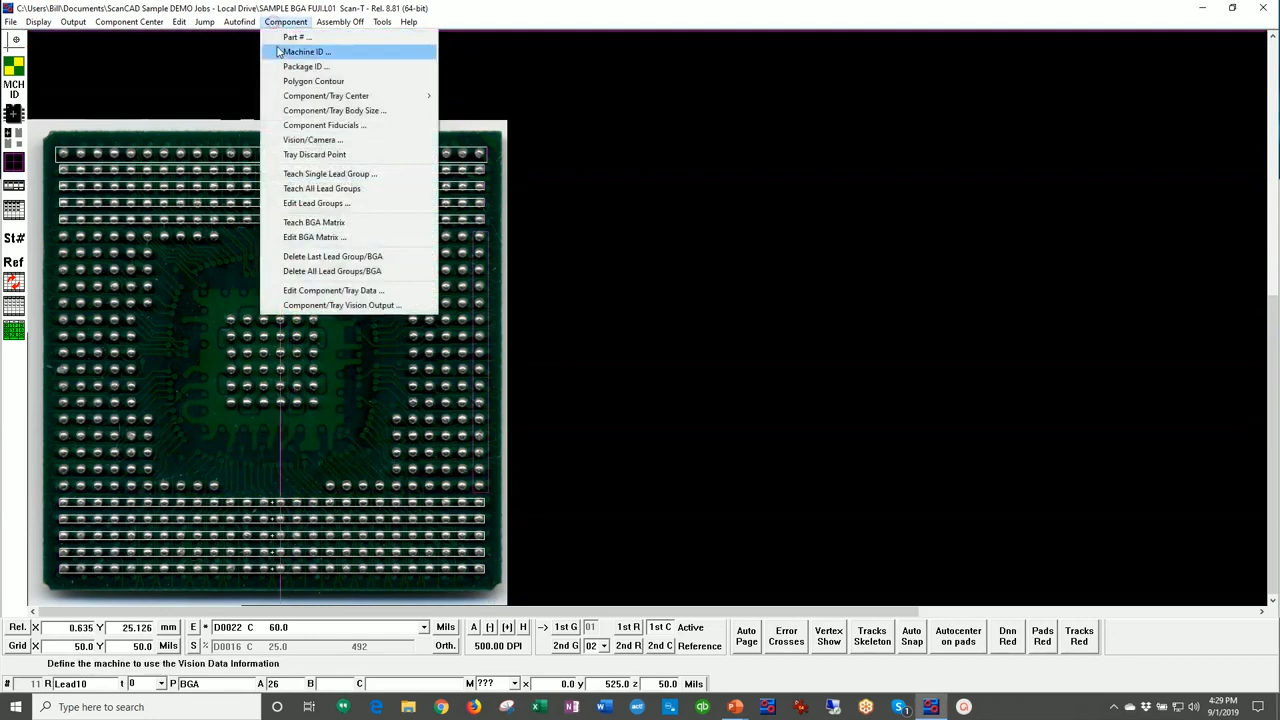 C:\Users\Bill\Documents\ScanCAD Sample DEMO Jobs - Local Drive\SAMPLE BGA FUJI.L01 Scan-T - Rel. 8.81 (64-bit)
File Display Output Component Center Edit Jump Autofind Component Assembly Off Tools Help
Part # ...
Machine ID ...
Package ID ...
Polygon Contour
Component/Tray Center
Component/Tray Body Size ...
Component Fiducials ...
Vision/Camera ...
Tray Discard Point
Teach Single Lead Group ...
Teach All Lead Groups
Edit Lead Groups ...
Teach BGA Matrix
Edit BGA Matrix ...
Delete Last Lead Group/BGA
Delete All Lead Groups/BGA
Edit Component/Tray Data ...
Component/Tray Vision Output ...
MCH
ID
St#
Ref
Rel. X 0.635 Y 25.126 mm E * D0022 C 60.0 Mils A [-] [+] H -> 1st G 01 1st R 1st C Active
Grid X 50.0 Y 50.0 Mils S % D0016 C 25.0 492 Orth. 500.00 DPI 2nd G 02 2nd R 2nd C Reference
Auto Page Error Crosses Vertex Show Tracks Skeleton Auto Snap Autocenter on pads Dnn Red Pads Red Tracks Red
Define the machine to use the Vision Data Information
# 11 R Lead10 t 0 P BGA A 26 B C M ??? x 0.0 y 525.0 z 50.0 Mils
Type here to search
4:29 PM
9/1/2019